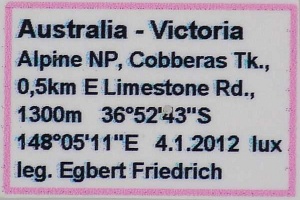 Australia - Victoria
Alpine NP, Cobberas Tk.,
0,5km E Limestone Rd.,
1300m 36°52'43"S
148°05'11"E 4.1.2012 lux
leg. Egbert Friedrich